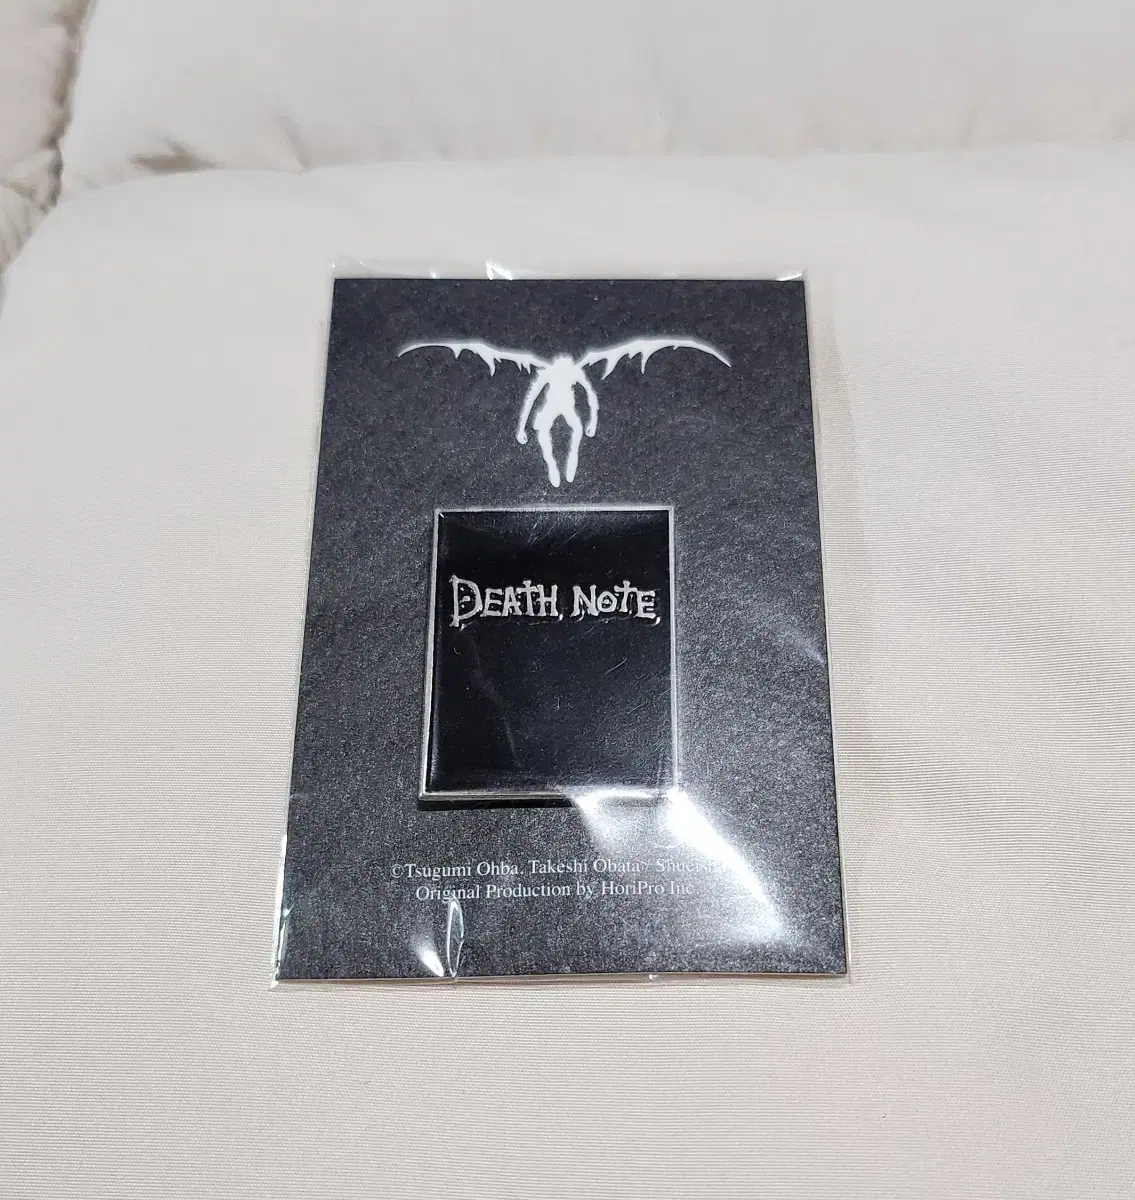 DEATH NOTE
©Tsugumi Ohba, Takeshi Obata /
Original Production by HoriPro Inc.